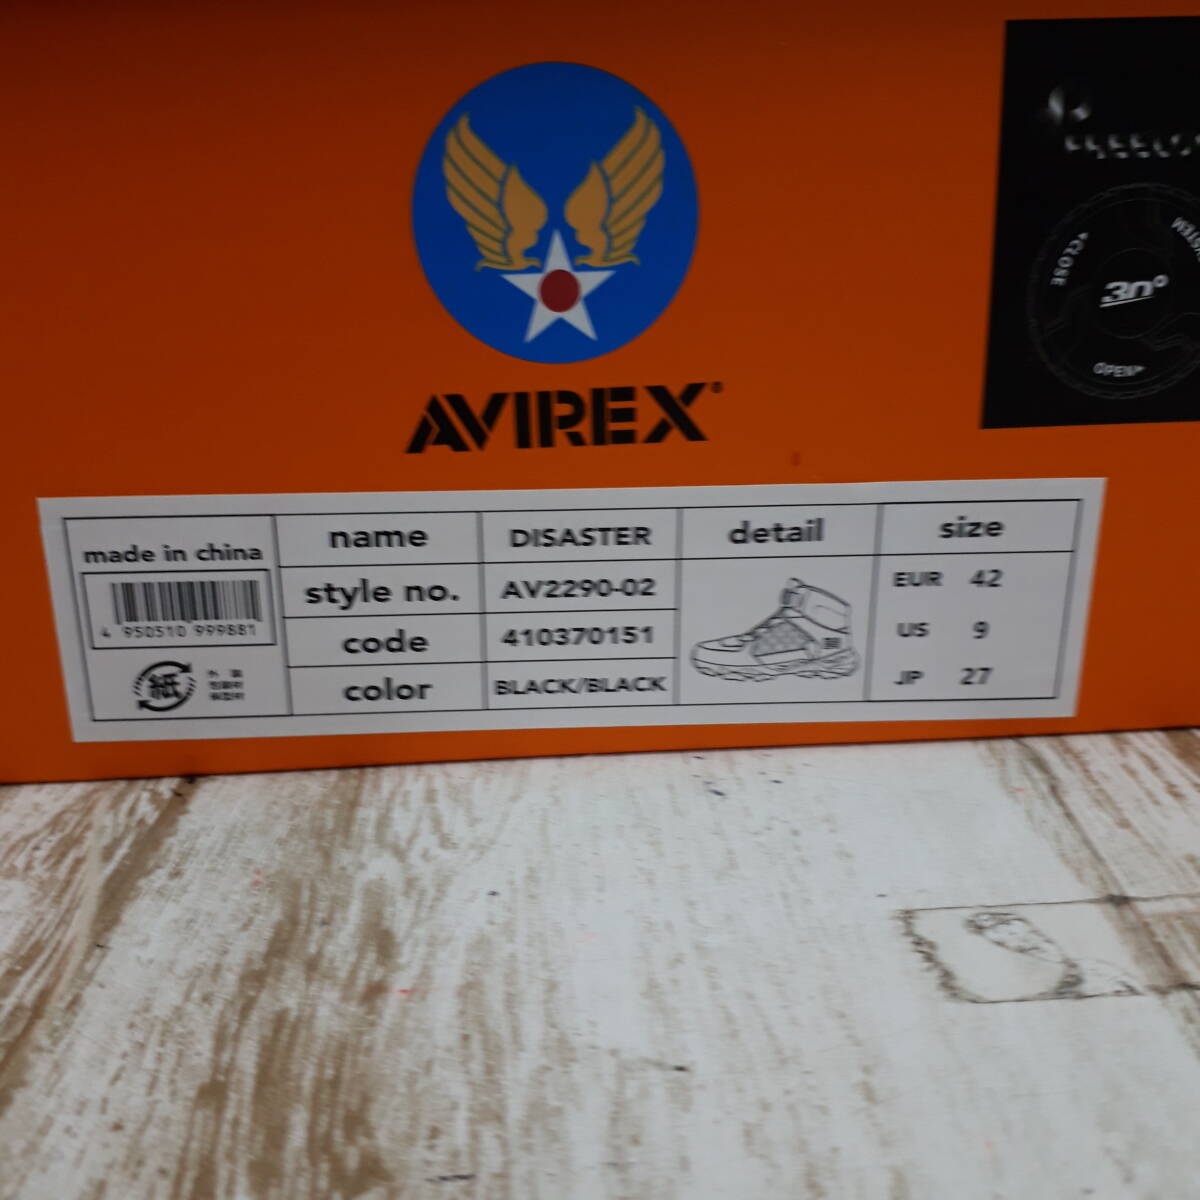 AVIREX®
CLOSE
30°
OPEN
made in china
4 950510 999881
紙
name DISASTER detail size
style no. AV2290-02 EUR 42
code 410370151 US 9
color BLACK/BLACK JP 27